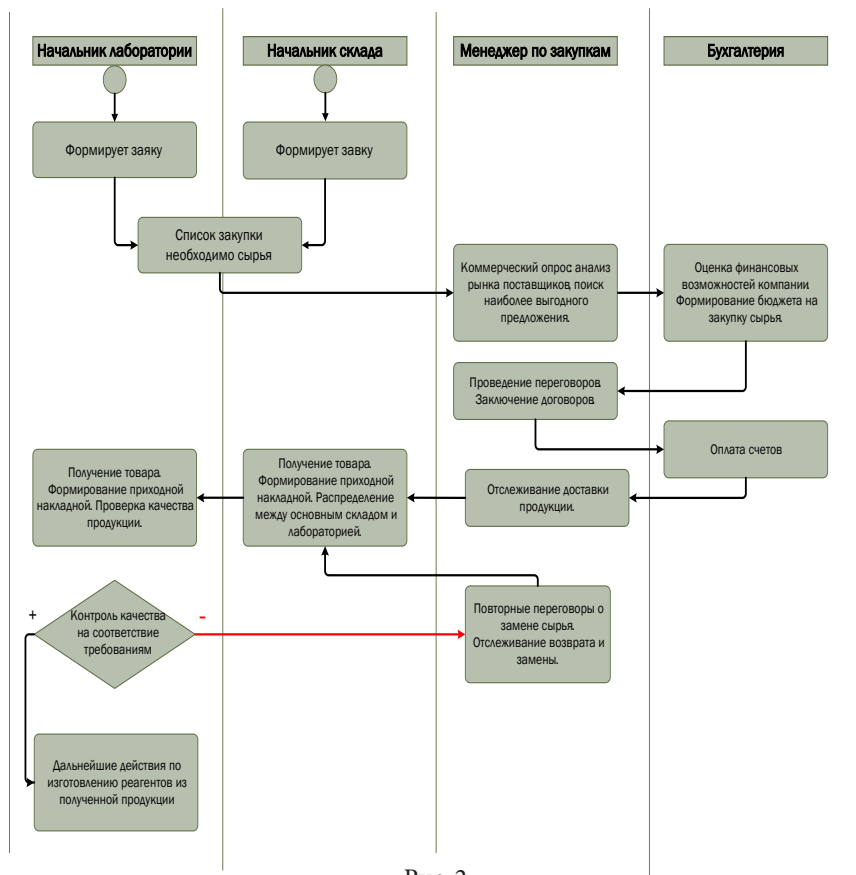 Начальник лаборатории
Начальник склада
Менеджер по закупкам
Бухгалтерия
Формирует заяку
Формирует завку
Список закупки
необходимо сырья
Коммерческий опрос: анализ
рынка поставщиков, поиск
наиболее выгодного
предложения.
Оценка финансовых
возможностей компании.
Формирование бюджета на
закупку сырья.
Проведение переговоров.
Заключение договоров.
Оплата счетов
Получение товара.
Формирование приходной
накладной. Проверка качества
продукции.
Получение товара.
Формирование приходной
накладной. Распределение
между основным складом и
лабораторией.
Отслеживание доставки
продукции.
+
Контроль качества
на соответствие
требованиям
-
Повторные переговоры о
замене сырья.
Отслеживание возврата и
замены.
Дальнейшие действия по
изготовлению реагентов из
полученной продукции